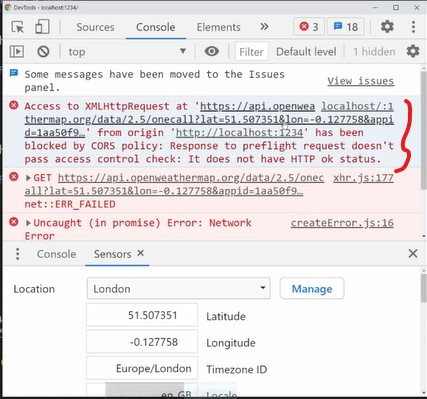 DevTools - localhost:1234/
Sources Console Elements 3 18
top Filter Default level 1 hidden
Some messages have been moved to the Issues panel. View issues
Access to XMLHttpRequest at 'https://api.openwea localhost/:1
thermap.org/data/2.5/onecall?lat=51.507351&lon=-0.127758&appi
d=1aa50f9…' from origin 'http://localhost:1234' has been
blocked by CORS policy: Response to preflight request doesn't
pass access control check: It does not have HTTP ok status.
GET https://api.openweathermap.org/data/2.5/onec xhr.js:177
all?lat=51.507351&lon=-0.127758&appid=1aa50f9…
net::ERR_FAILED
Uncaught (in promise) Error: Network createError.js:16
Error
Console Sensors
Location London Manage
51.507351 Latitude
-0.127758 Longitude
Europe/London Timezone ID
en-GB Locale